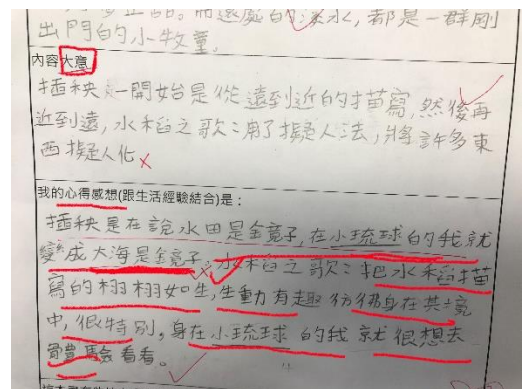 出門的小牧童。
內容大意
插秧:一開始是從遠到近的描寫,然後再
近到遠,水稻之歌:用了擬人法,將許多東
西擬人化
我的心得感想(跟生活經驗結合)是:
插秧是在說水田是鏡子,在小琉球的我就
變成大海是鏡子。水稻之歌:把水稻描
寫的栩栩如生,生動有趣彷彿身在其境
中,很特別,身在小琉球的我就很想去
體驗看看。